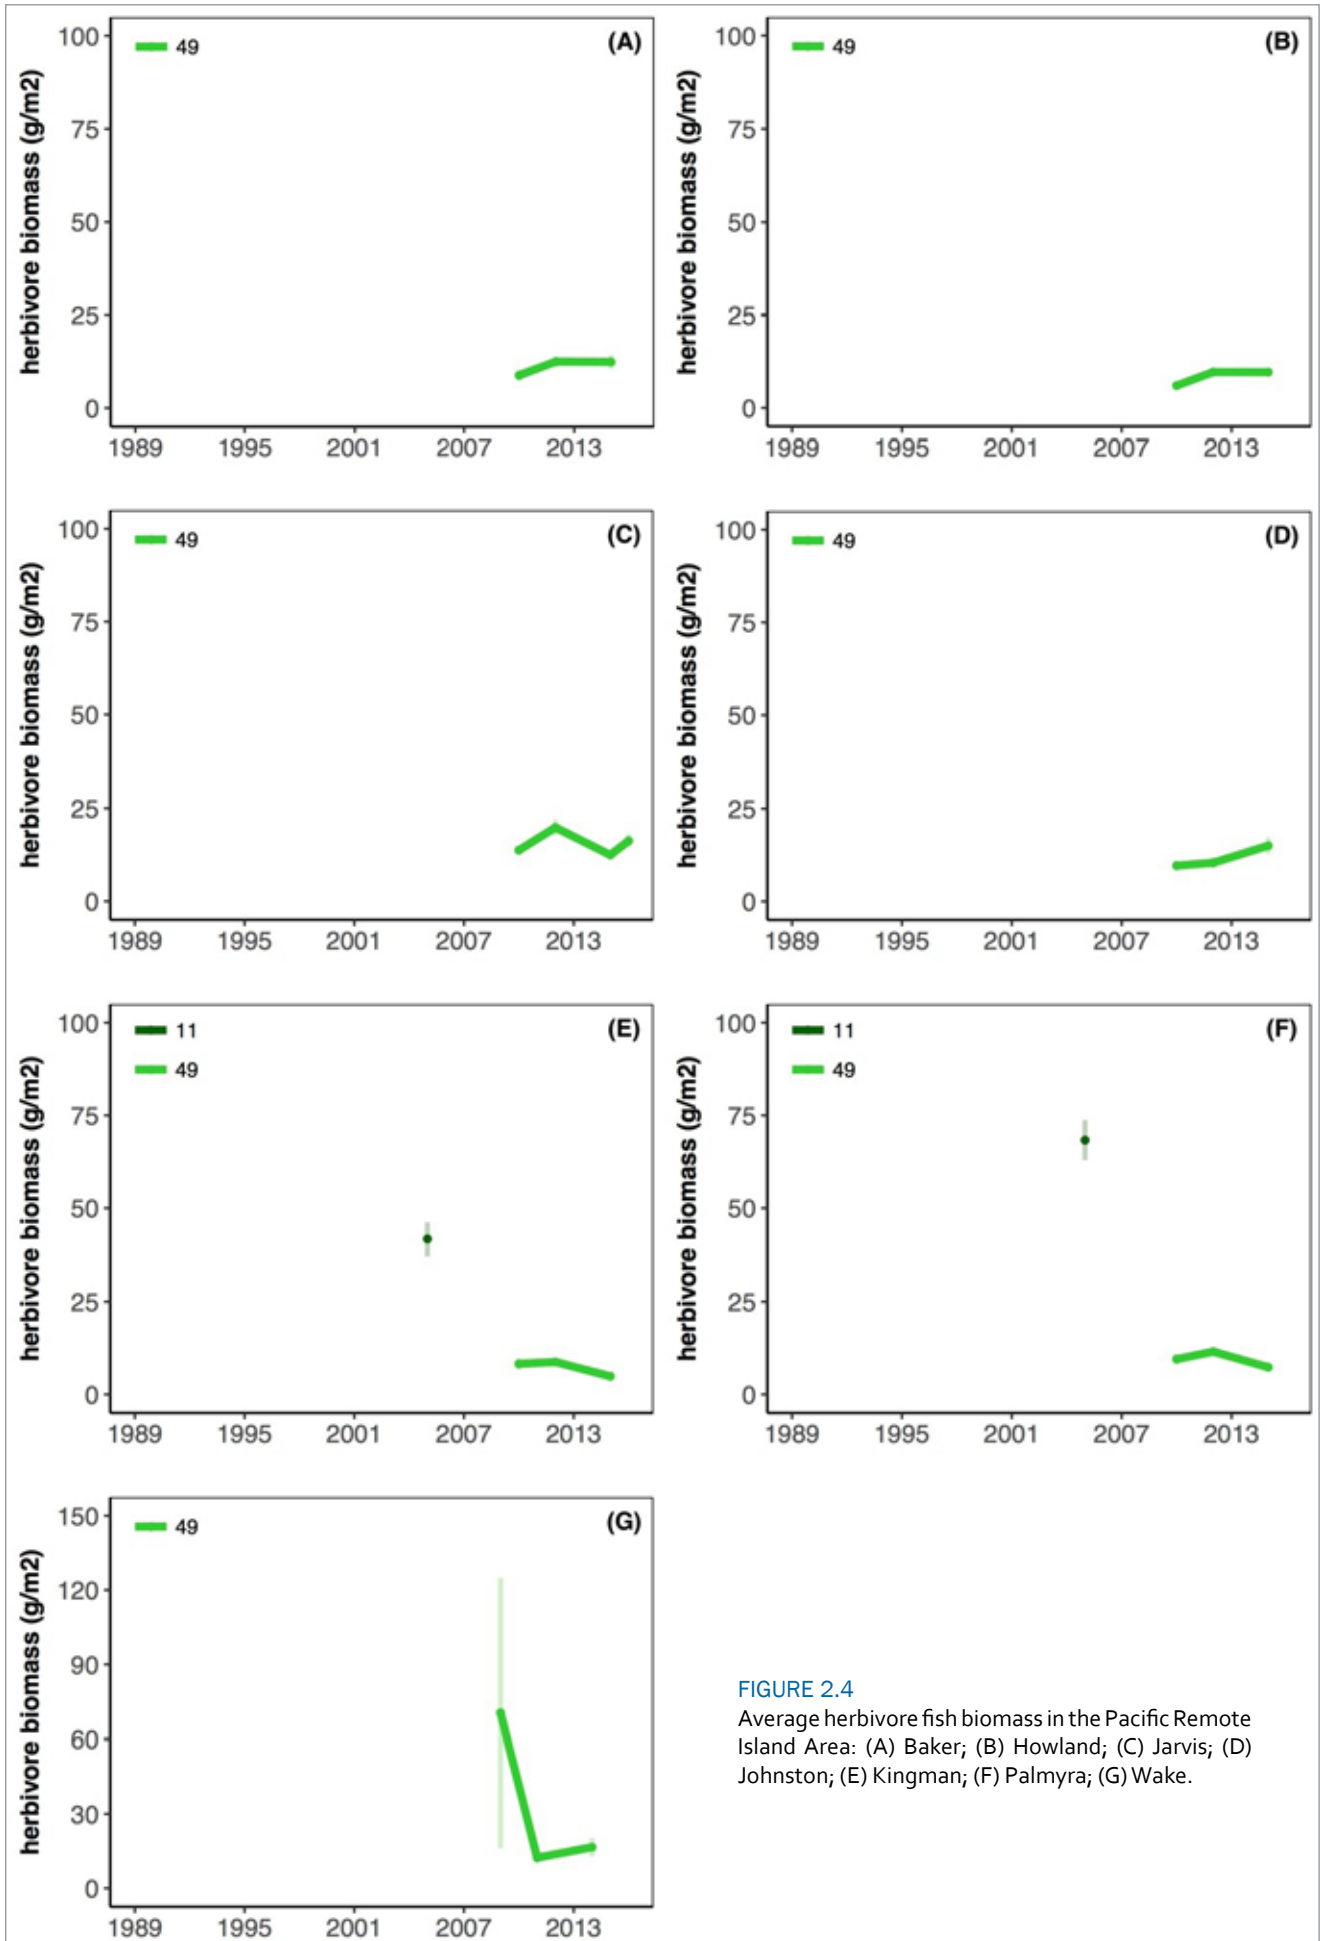 herbivore biomass (g/m2)
100
75
50
25
0
49
(A)
1989 1995 2001 2007 2013
herbivore biomass (g/m2)
100
75
50
25
0
49
(B)
1989 1995 2001 2007 2013
herbivore biomass (g/m2)
100
75
50
25
0
49
(C)
1989 1995 2001 2007 2013
herbivore biomass (g/m2)
100
75
50
25
0
49
(D)
1989 1995 2001 2007 2013
herbivore biomass (g/m2)
100
75
50
25
0
11
49
(E)
1989 1995 2001 2007 2013
herbivore biomass (g/m2)
100
75
50
25
0
11
49
(F)
1989 1995 2001 2007 2013
herbivore biomass (g/m2)
150
120
90
60
30
0
49
(G)
1989 1995 2001 2007 2013
FIGURE 2.4
Average herbivore fish biomass in the Pacific Remote
Island Area: (A) Baker; (B) Howland; (C) Jarvis; (D)
Johnston; (E) Kingman; (F) Palmyra; (G) Wake.